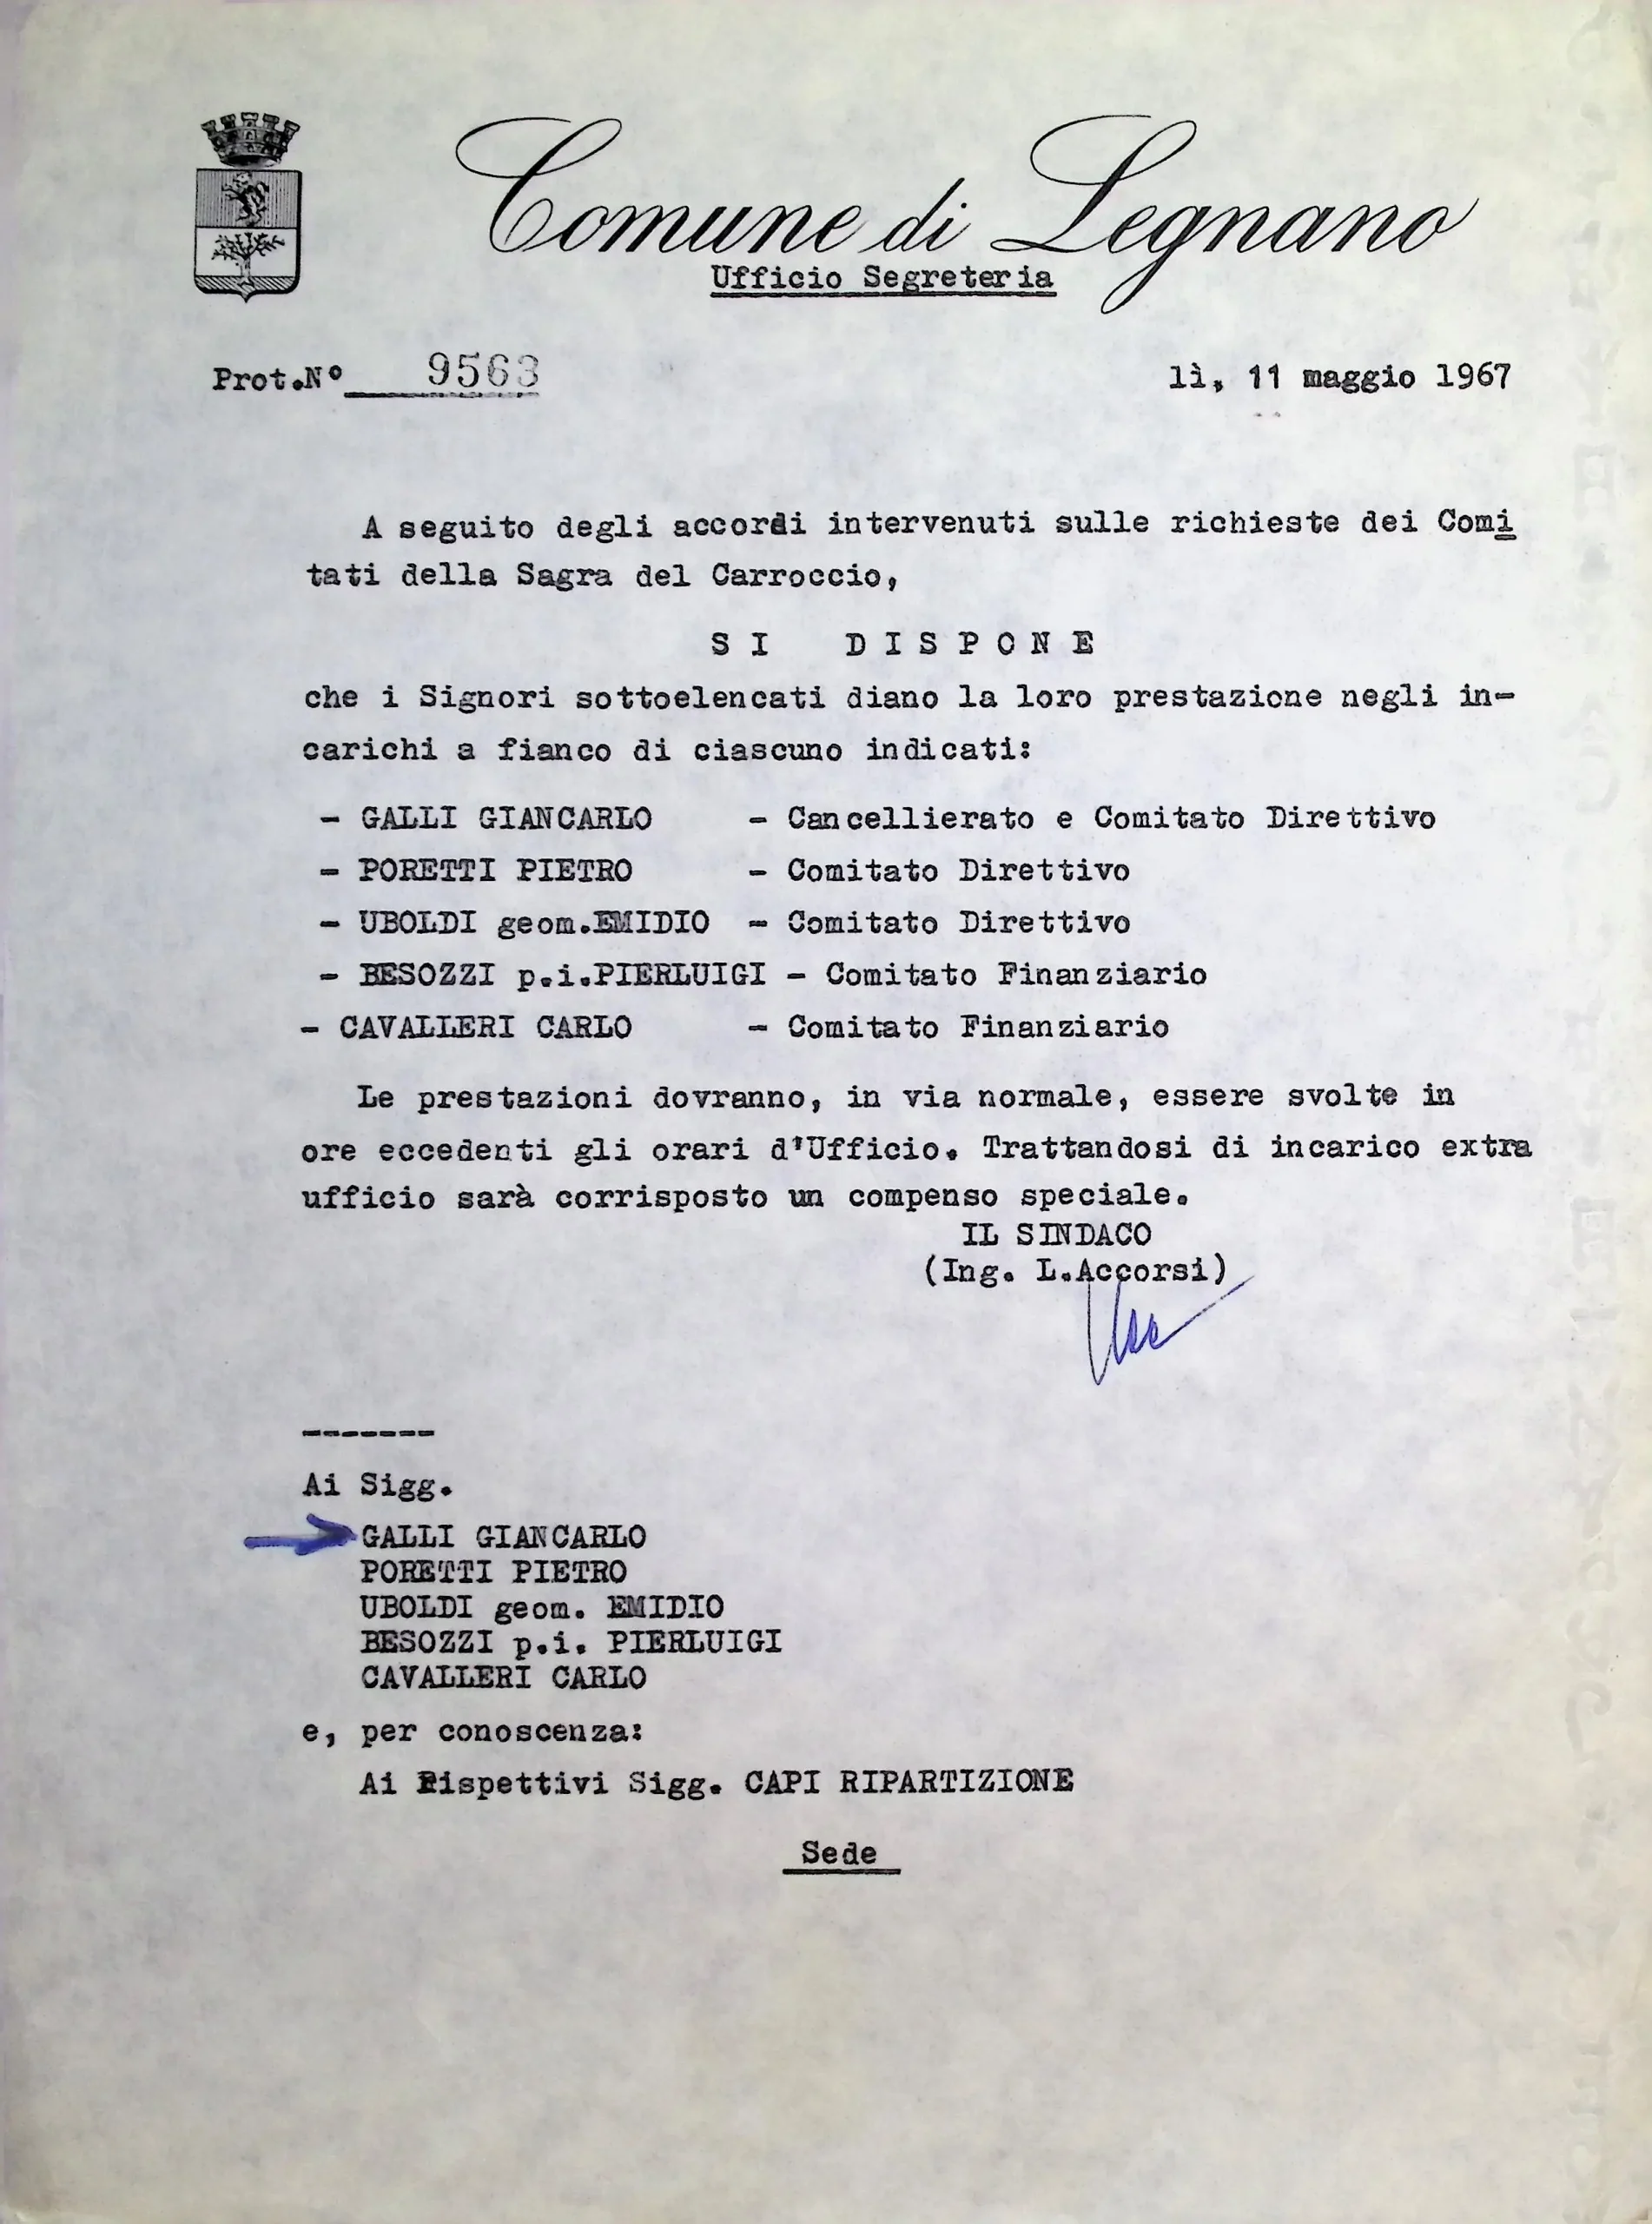 Comune di Legnano
Ufficio Segreteria
Prot.N° 9563
lì, 11 maggio 1967
A seguito degli accordi intervenuti sulle richieste dei Comi
tati della Sagra del Carroccio,
SI DISPONE
che i Signori sottoelencati diano la loro prestazione negli in-
carichi a fianco di ciascuno indicati:
- GALLI GIANCARLO - Cancellierato e Comitato Direttivo
- PORETTI PIETRO - Comitato Direttivo
- UBOLDI geom.EMIDIO - Comitato Direttivo
- BESOZZI p.i.PIERLUIGI - Comitato Finanziario
- CAVALLERI CARLO - Comitato Finanziario
Le prestazioni dovranno, in via normale, essere svolte in
ore eccedenti gli orari d'Ufficio. Trattandosi di incarico extra
ufficio sarà corrisposto un compenso speciale.
IL SINDACO
(Ing. L.Accorsi)
-------
Ai Sigg.
GALLI GIANCARLO
PORETTI PIETRO
UBOLDI geom. EMIDIO
BESOZZI p.i. PIERLUIGI
CAVALLERI CARLO
e, per conoscenza:
Ai Rispettivi Sigg. CAPI RIPARTIZIONE
Sede